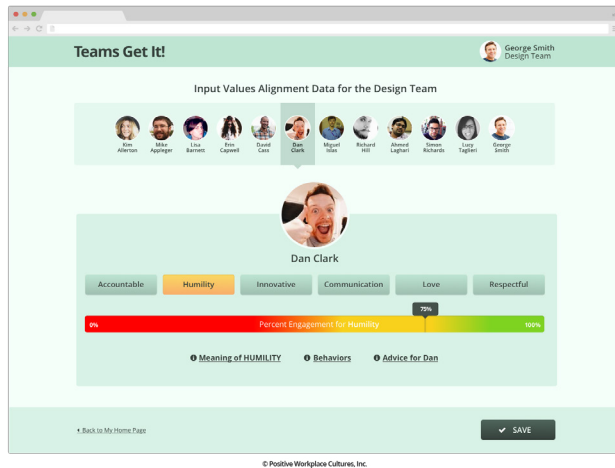 Teams Get It!
George Smith
Design Team
Input Values Alignment Data for the Design Team
Kim Allerton
Mike Appleger
Lisa Barnett
Erin Capwell
David Cass
Dan Clark
Miguel Islas
Richard Hill
Ahmed Laghari
Simon Richards
Lucy Taglieri
George Smith
Dan Clark
Accountable Humility Innovative Communication Love Respectful
75%
0% Percent Engagement for Humility 100%
Meaning of HUMILITY Behaviors Advice for Dan
Back to My Home Page
SAVE
© Positive Workplace Cultures, Inc.